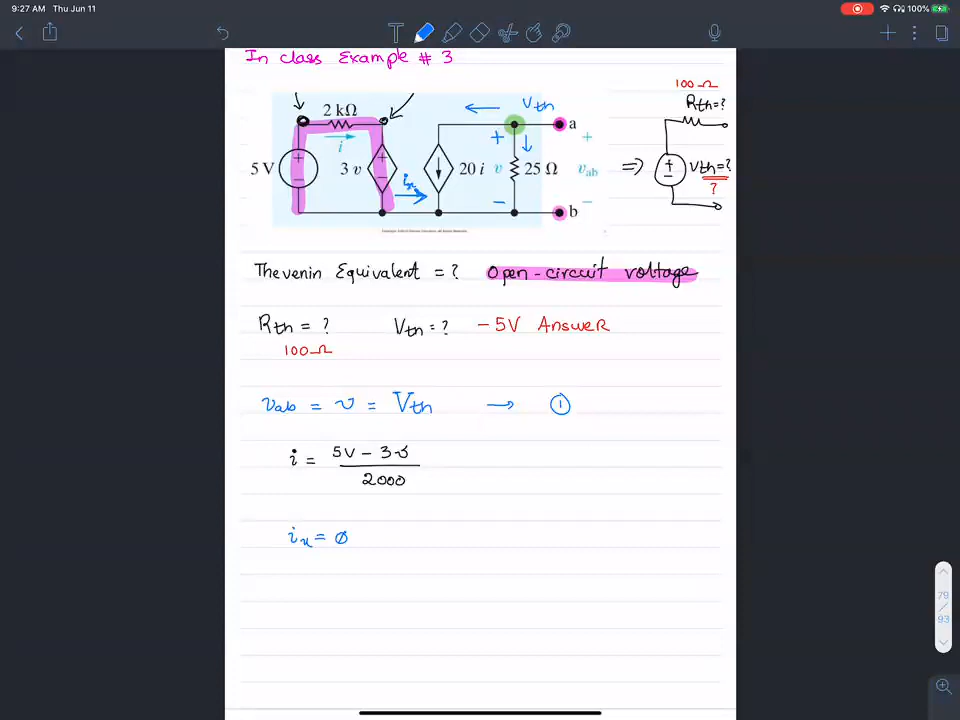 9:27 AM Thu Jun 11
100%
In class Example # 3
100 Ω
Rth=?
2 kΩ
Vth
a
i
+
+
5 V
3 v
ix
20 i
v
25 Ω
vab
=>
Vth=?
?
−
−
b
Thevenin Equivalent = ? Open-circuit voltage
Rth = ? Vth = ? -5V Answer
100 Ω
vab = v = Vth → ①
i = 5V - 3v
2000
ix = ∅
79
/
93